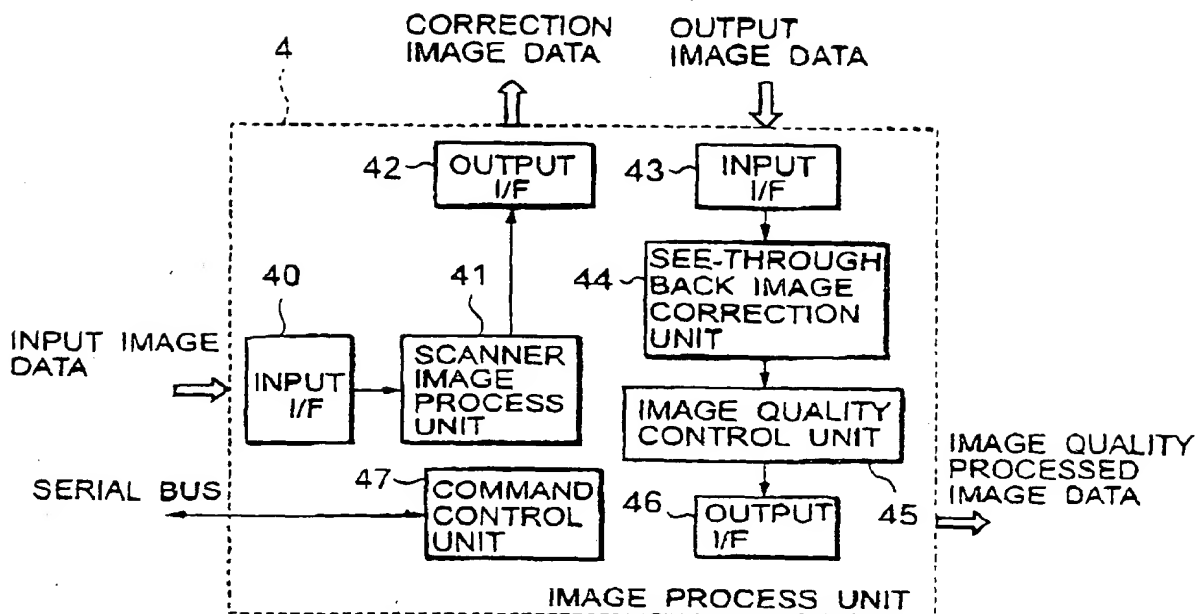 CORRECTION
IMAGE DATA
OUTPUT
IMAGE DATA
4
42
OUTPUT
I/F
43
INPUT
I/F
40
41
44
SEE-THROUGH
BACK IMAGE
CORRECTION
UNIT
INPUT IMAGE
DATA
INPUT
I/F
SCANNER
IMAGE
PROCESS
UNIT
IMAGE QUALITY
CONTROL UNIT
45
IMAGE QUALITY
PROCESSED
IMAGE DATA
SERIAL BUS
47
COMMAND
CONTROL
UNIT
46
OUTPUT
I/F
IMAGE PROCESS UNIT